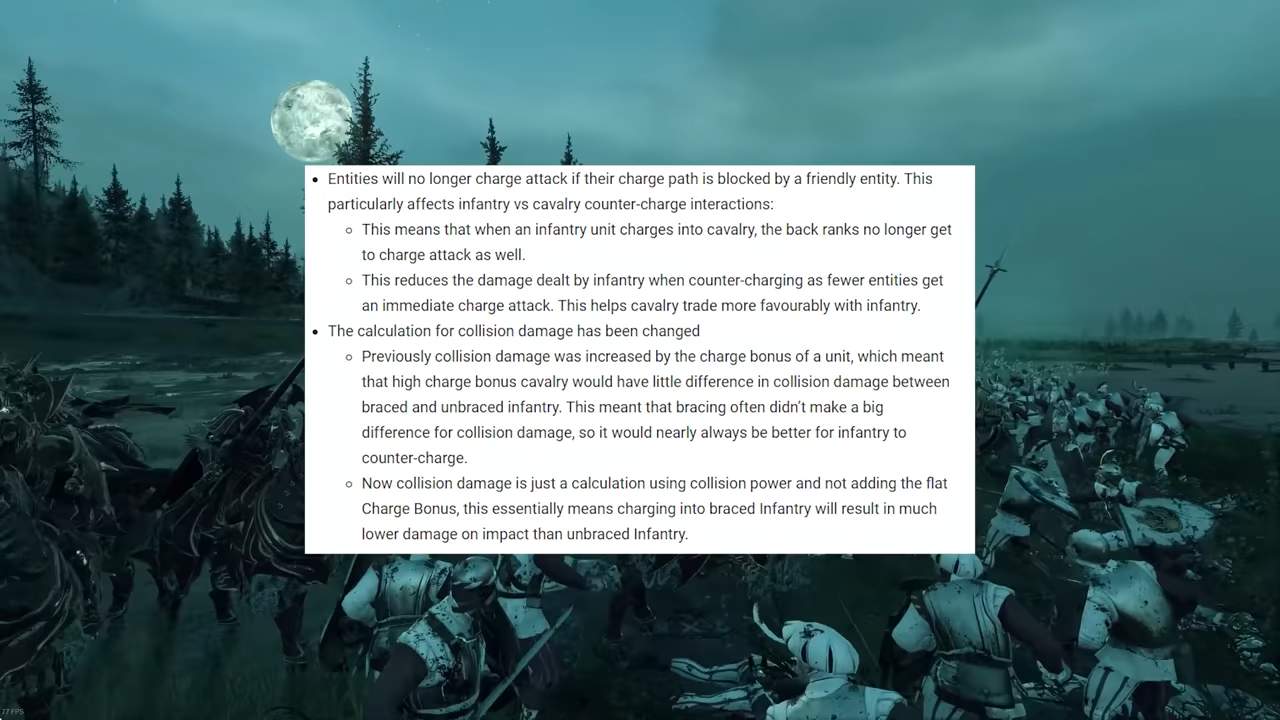 Entities will no longer charge attack if their charge path is blocked by a friendly entity. This
particularly affects infantry vs cavalry counter-charge interactions:
This means that when an infantry unit charges into cavalry, the back ranks no longer get
to charge attack as well.
This reduces the damage dealt by infantry when counter-charging as fewer entities get
an immediate charge attack. This helps cavalry trade more favourably with infantry.
The calculation for collision damage has been changed
Previously collision damage was increased by the charge bonus of a unit, which meant
that high charge bonus cavalry would have little difference in collision damage between
braced and unbraced infantry. This meant that bracing often didn’t make a big
difference for collision damage, so it would nearly always be better for infantry to
counter-charge.
Now collision damage is just a calculation using collision power and not adding the flat
Charge Bonus, this essentially means charging into braced Infantry will result in much
lower damage on impact than unbraced Infantry.
77 FPS